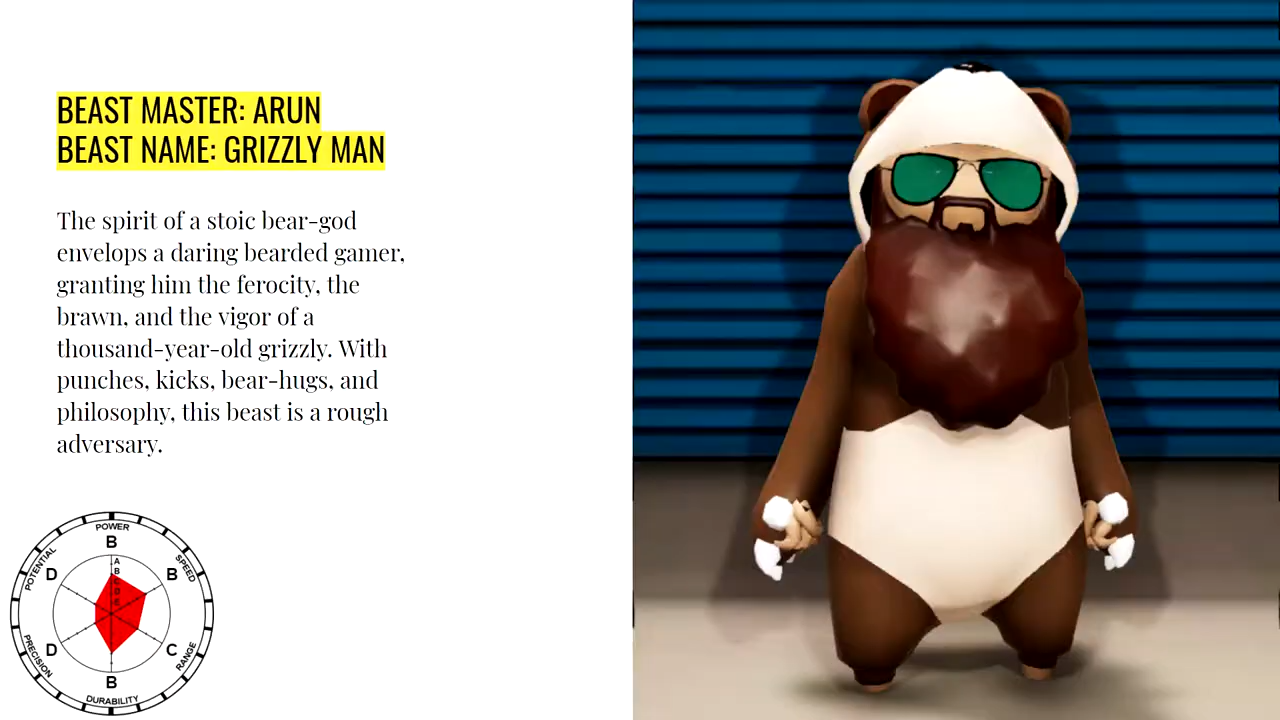 BEAST MASTER: ARUN
BEAST NAME: GRIZZLY MAN
The spirit of a stoic bear-god
envelops a daring bearded gamer,
granting him the ferocity, the
brawn, and the vigor of a
thousand-year-old grizzly. With
punches, kicks, bear-hugs, and
philosophy, this beast is a rough
adversary.
POWER
B
SPEED
B
RANGE
C
DURABILITY
B
PRECISION
D
POTENTIAL
D
A
B
C
D
E